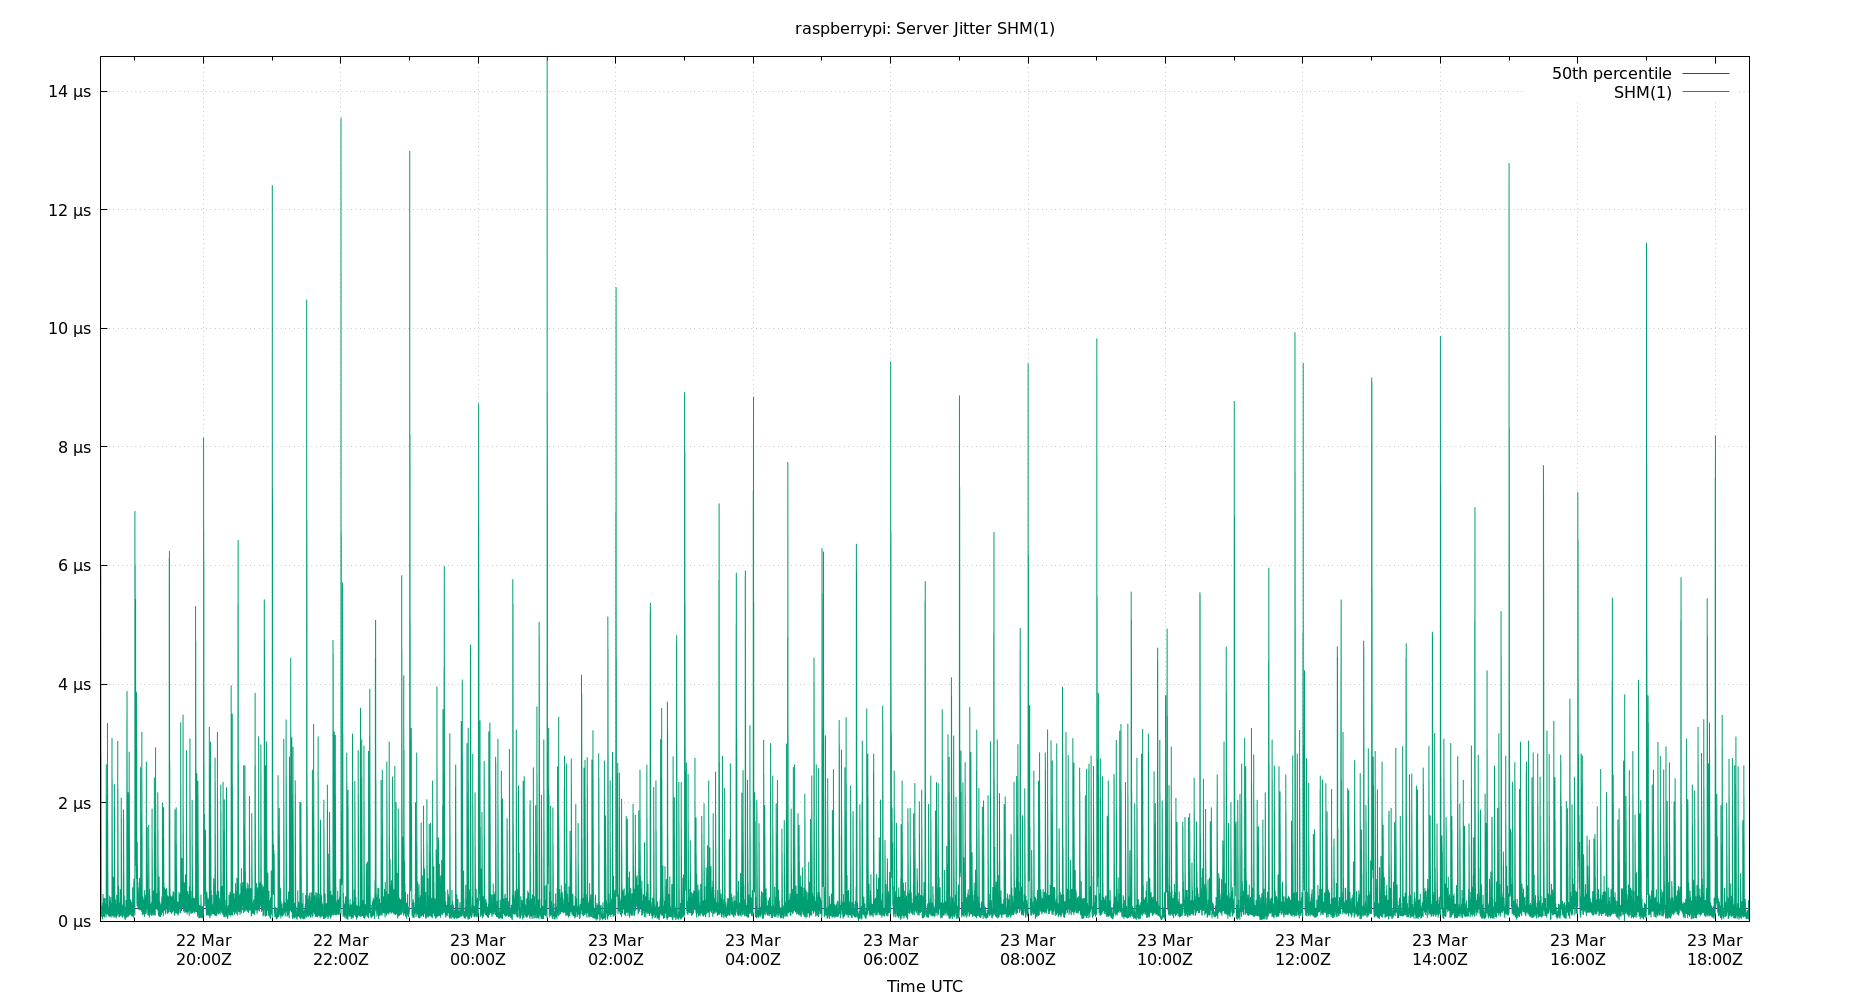 raspberrypi: Server Jitter SHM(1)
50th percentile
SHM(1)
14 µs
12 µs
10 µs
8 µs
6 µs
4 µs
2 µs
0 µs
22 Mar 22 Mar 23 Mar 23 Mar 23 Mar 23 Mar 23 Mar 23 Mar 23 Mar 23 Mar 23 Mar 23 Mar
20:00Z 22:00Z 00:00Z 02:00Z 04:00Z 06:00Z 08:00Z 10:00Z 12:00Z 14:00Z 16:00Z 18:00Z
Time UTC